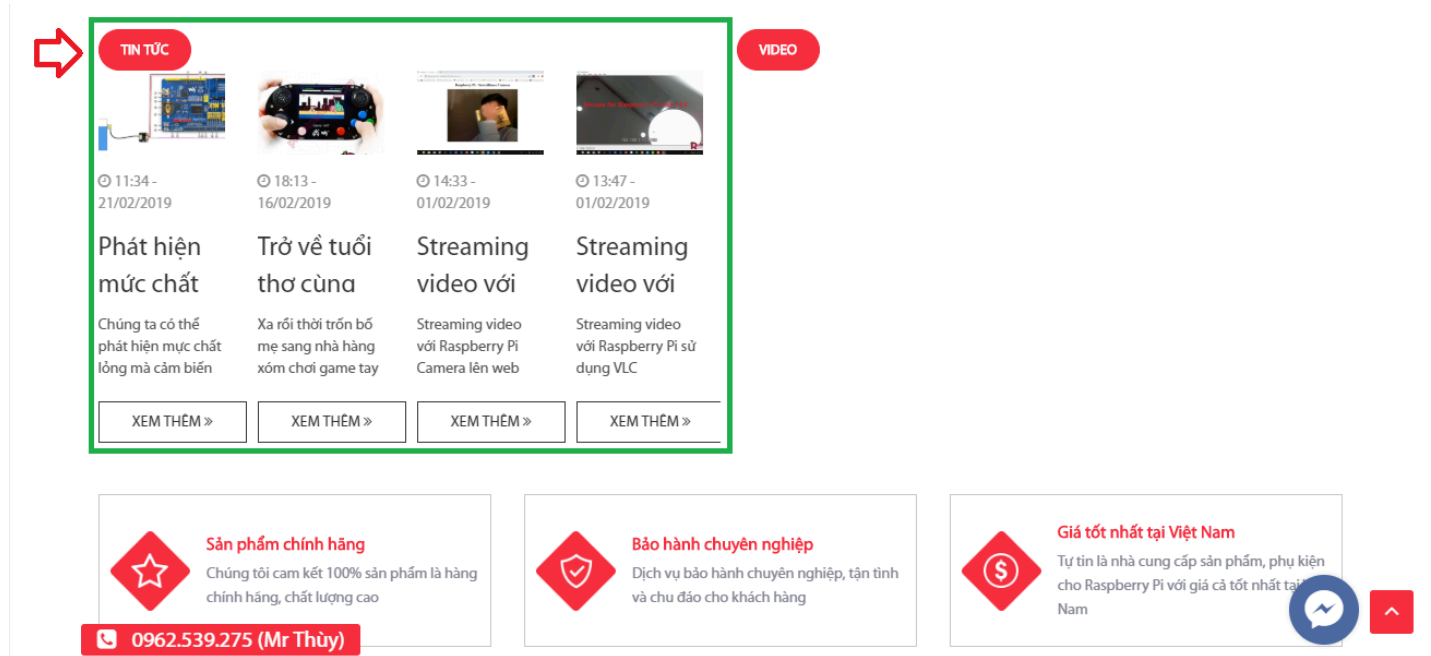 TIN TỨC
VIDEO
Raspberry Pi - Surveillance Camera
11:34 -
21/02/2019
Phát hiện
mức chất
Chúng ta có thể
phát hiện mực chất
lỏng mà cảm biến
XEM THÊM »
18:13 -
16/02/2019
Trở về tuổi
thơ cùng
Xa rồi thời trốn bố
mẹ sang nhà hàng
xóm chơi game tay
XEM THÊM »
14:33 -
01/02/2019
Streaming
video với
Streaming video
với Raspberry Pi
Camera lên web
XEM THÊM »
13:47 -
01/02/2019
Streaming
video với
Streaming video
với Raspberry Pi sử
dụng VLC
XEM THÊM »
Sản phẩm chính hãng
Chúng tôi cam kết 100% sản phẩm là hàng
chính hãng, chất lượng cao
Bảo hành chuyên nghiệp
Dịch vụ bảo hành chuyên nghiệp, tận tình
và chu đáo cho khách hàng
Giá tốt nhất tại Việt Nam
Tự tin là nhà cung cấp sản phẩm, phụ kiện
cho Raspberry Pi với giá cả tốt nhất tại
Nam
0962.539.275 (Mr Thùy)